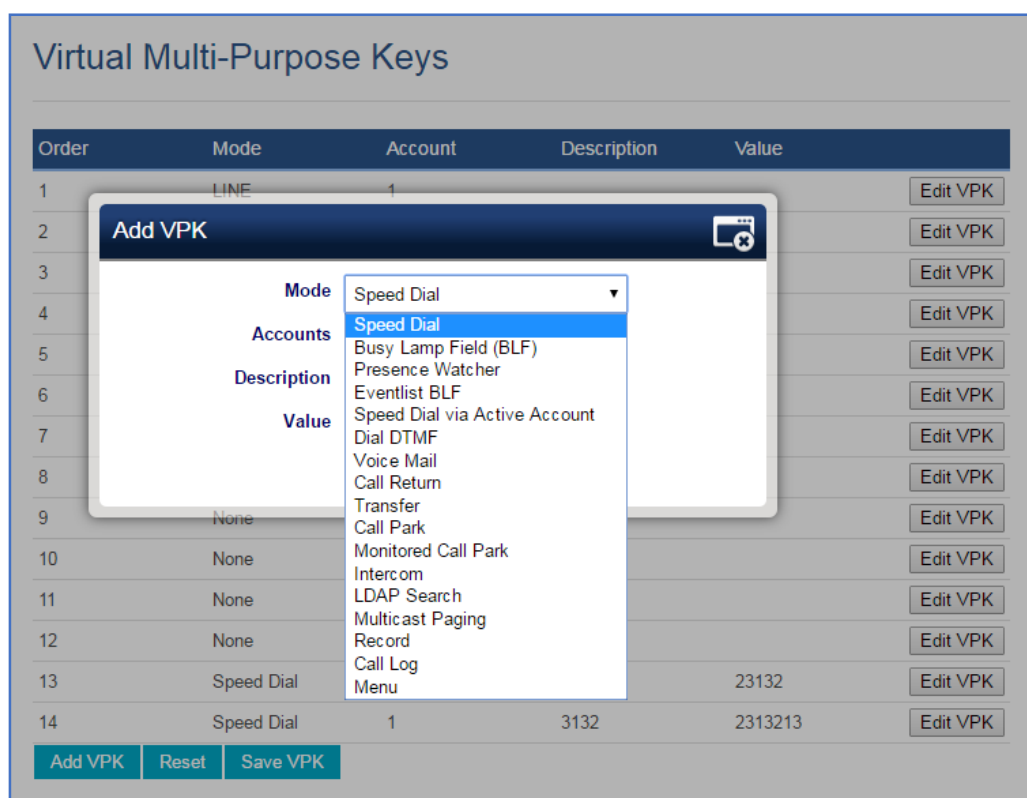 Virtual Multi-Purpose Keys
Order Mode Account Description Value
1 LINE 1 Edit VPK
2 Edit VPK
3 Edit VPK
4 Edit VPK
5 Edit VPK
6 Edit VPK
7 Edit VPK
8 Edit VPK
9 None Edit VPK
10 None Edit VPK
11 None Edit VPK
12 None Edit VPK
13 Speed Dial 23132 Edit VPK
14 Speed Dial 1 3132 2313213 Edit VPK
Add VPK Reset Save VPK
Add VPK
Mode Speed Dial
Accounts
Description
Value
Speed Dial
Busy Lamp Field (BLF)
Presence Watcher
Eventlist BLF
Speed Dial via Active Account
Dial DTMF
Voice Mail
Call Return
Transfer
Call Park
Monitored Call Park
Intercom
LDAP Search
Multicast Paging
Record
Call Log
Menu